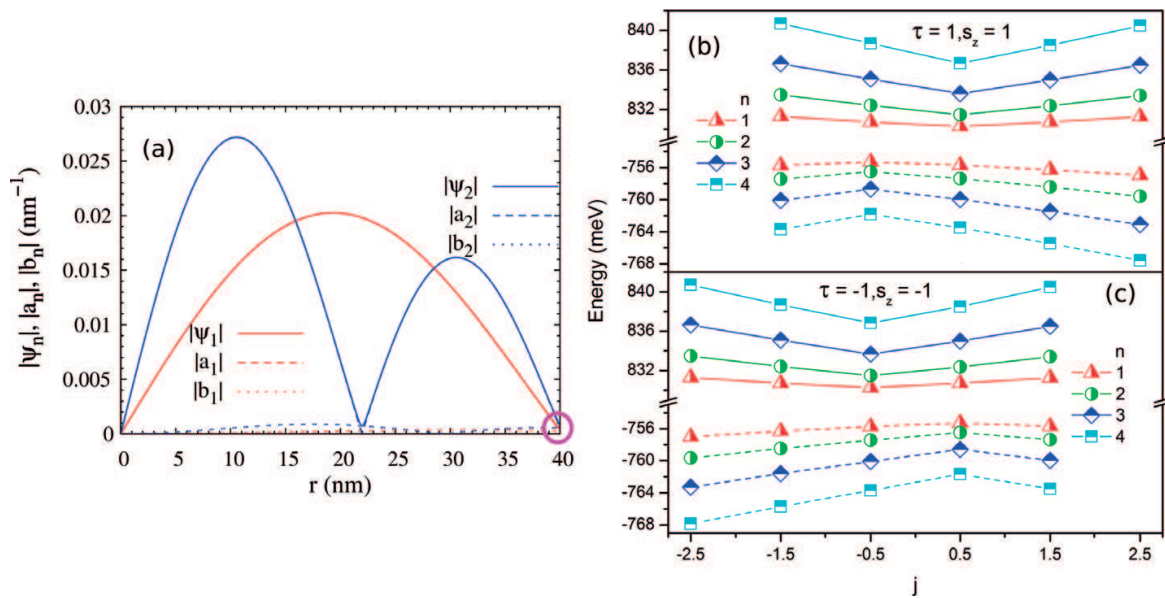 (a)
|ψₙ|, |aₙ|, |bₙ| (nm⁻¹)
0.03
0.025
0.02
0.015
0.01
0.005
0
|ψ₂|
|a₂|
|b₂|
|ψ₁|
|a₁|
|b₁|
0 5 10 15 20 25 30 35 40
r (nm)
Energy (meV)
(b)
τ = 1,s_z = 1
840
836
832
-756
-760
-764
-768
n
1
2
3
4
(c)
τ = -1,s_z = -1
840
836
832
-756
-760
-764
-768
n
1
2
3
4
-2.5 -1.5 -0.5 0.5 1.5 2.5
j